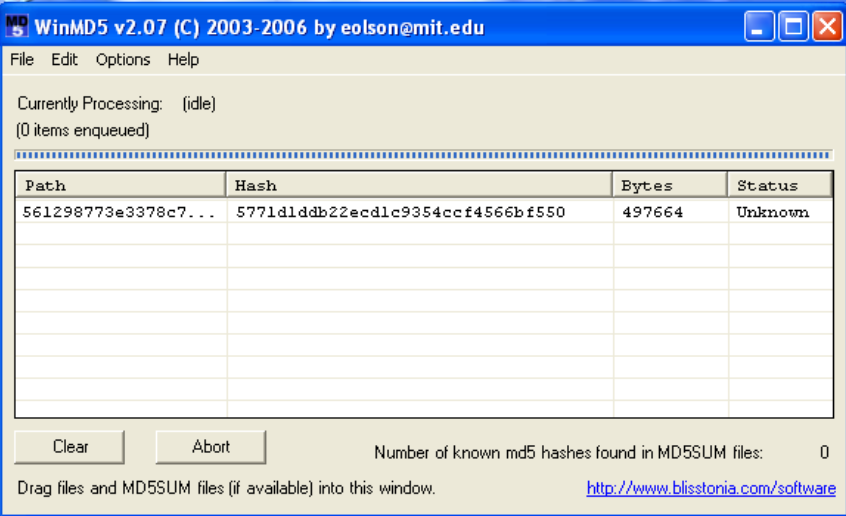 WinMD5 v2.07 (C) 2003-2006 by eolson@mit.edu
File Edit Options Help
Currently Processing: (idle)
(0 items enqueued)
Path Hash Bytes Status
561298773e3378c7... 5771d1ddb22ecd1c9354ccf4566bf550 497664 Unknown
Clear Abort Number of known md5 hashes found in MD5SUM files: 0
Drag files and MD5SUM files (if available) into this window. http://www.blisstonia.com/software